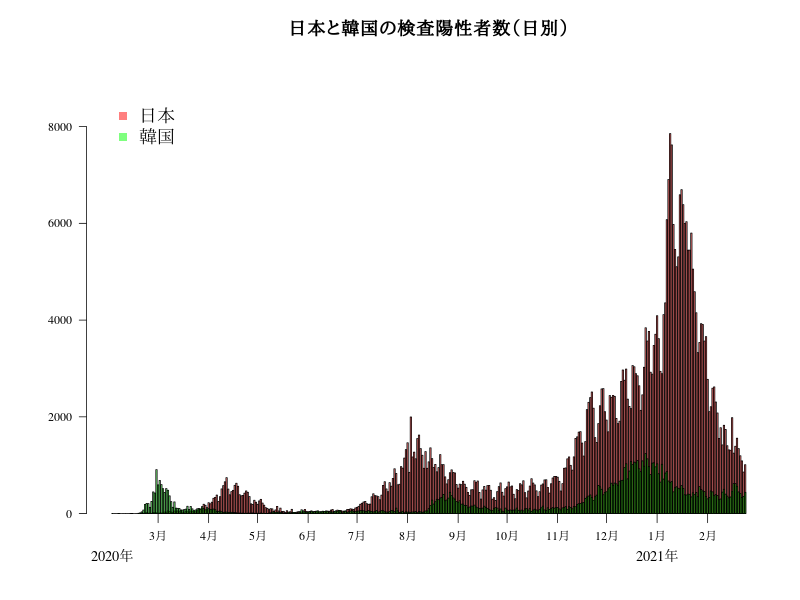 日本と韓国の検査陽性者数(日別)
日本
韓国
8000
6000
4000
2000
0
3月 4月 5月 6月 7月 8月 9月 10月 11月 12月 1月 2月
2020年 2021年